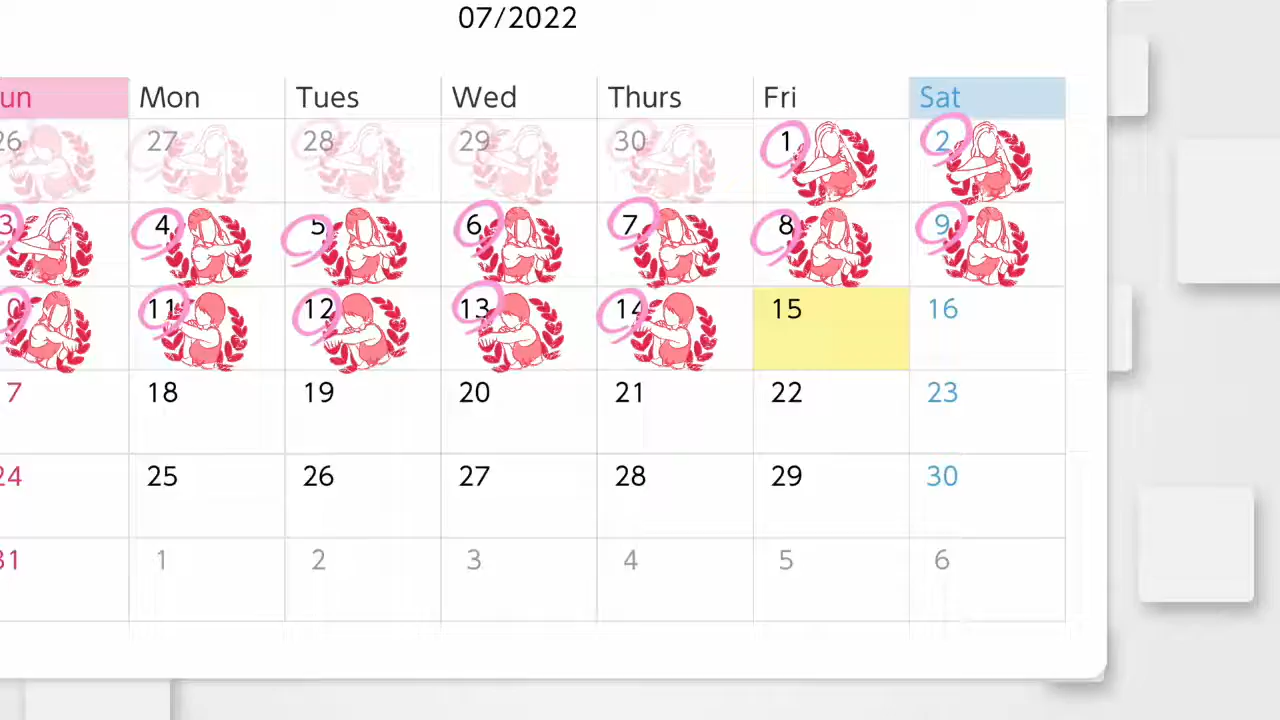 07/2022
un Mon Tues Wed Thurs Fri Sat
26 27 28 29 30 1 2
3 4 5 6 7 8 9
0 11 12 13 14 15 16
7 18 19 20 21 22 23
24 25 26 27 28 29 30
31 1 2 3 4 5 6